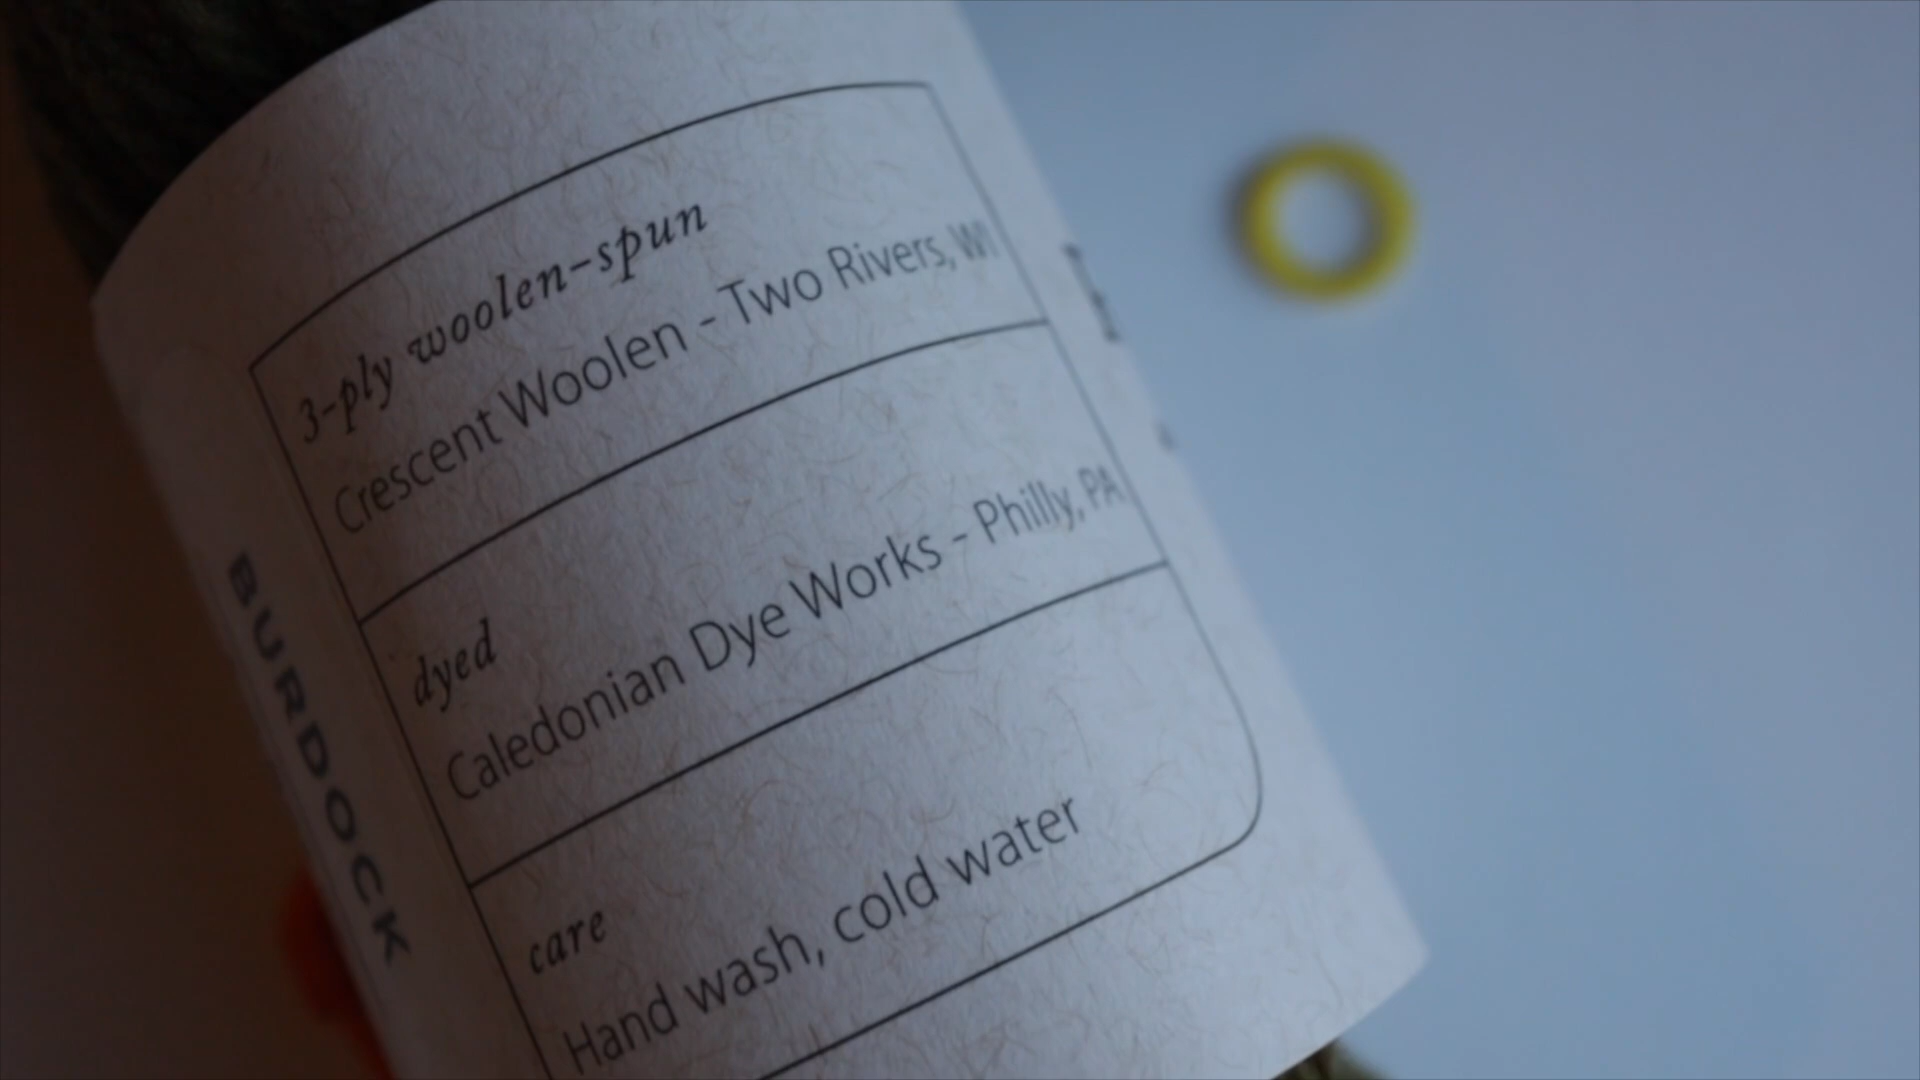 3-ply woolen-spun
Crescent Woolen - Two Rivers, WI
dyed
Caledonian Dye Works - Philly, PA
care
Hand wash, cold water
BURDOCK